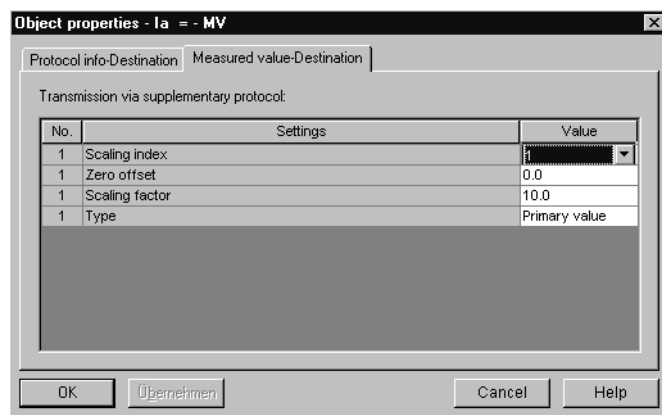 Object properties - Ia = - MV
Protocol info-Destination Measured value-Destination
Transmission via supplementary protocol:
No. Settings Value
1 Scaling index 1
1 Zero offset 0.0
1 Scaling factor 10.0
1 Type Primary value
OK Übernehmen Cancel Help